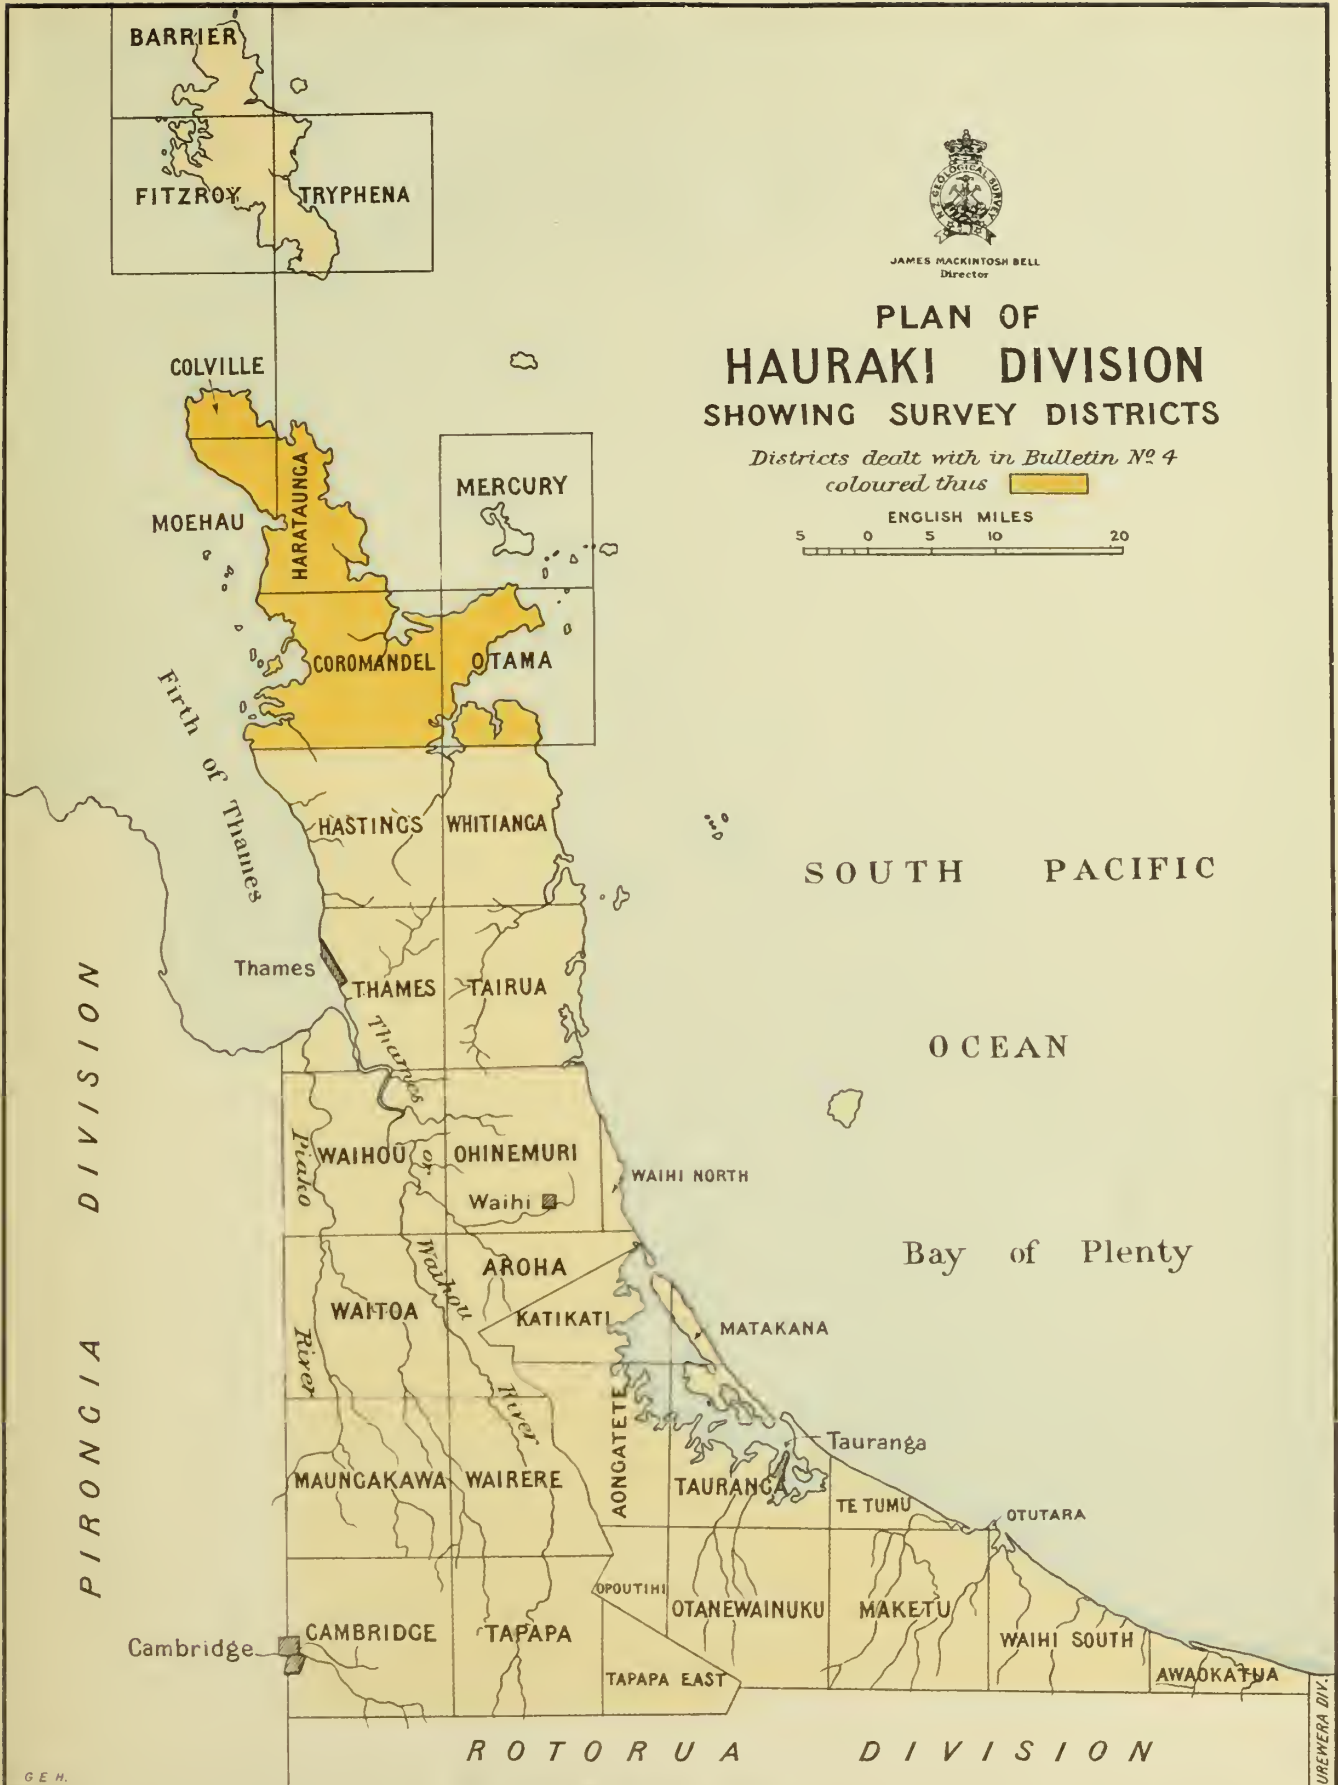 BARRIER
FITZROY
TRYPHENA
N.Z. GEOLOGICAL SURVEY
JAMES MACKINTOSH BELL
Director
PLAN OF
HAURAKI DIVISION
SHOWING SURVEY DISTRICTS
Districts dealt with in Bulletin Nº 4
coloured thus
ENGLISH MILES
5 0 5 10 20
COLVILLE
MOEHAU
HARATAUNGA
MERCURY
COROMANDEL
OTAMA
Firth of Thames
HASTINGS
WHITIANGA
SOUTH PACIFIC
OCEAN
Thames
THAMES
TAIRUA
Thames
or
Waihou
River
Piako
River
WAIHOU
OHINEMURI
Waihi
WAIHI NORTH
Bay of Plenty
AROHA
WAITOA
KATIKATI
MATAKANA
AONGATETE
Tauranga
MAUNGAKAWA
WAIRERE
TAURANGA
TE TUMU
OTUTARA
OPOUTIHI
OTANEWAINUKU
MAKETU
WAIHI SOUTH
Cambridge
CAMBRIDGE
TAPAPA
TAPAPA EAST
AWAOKATUA
PIRONGIA DIVISION
ROTORUA DIVISION
UREWERA DIV.
G E H.